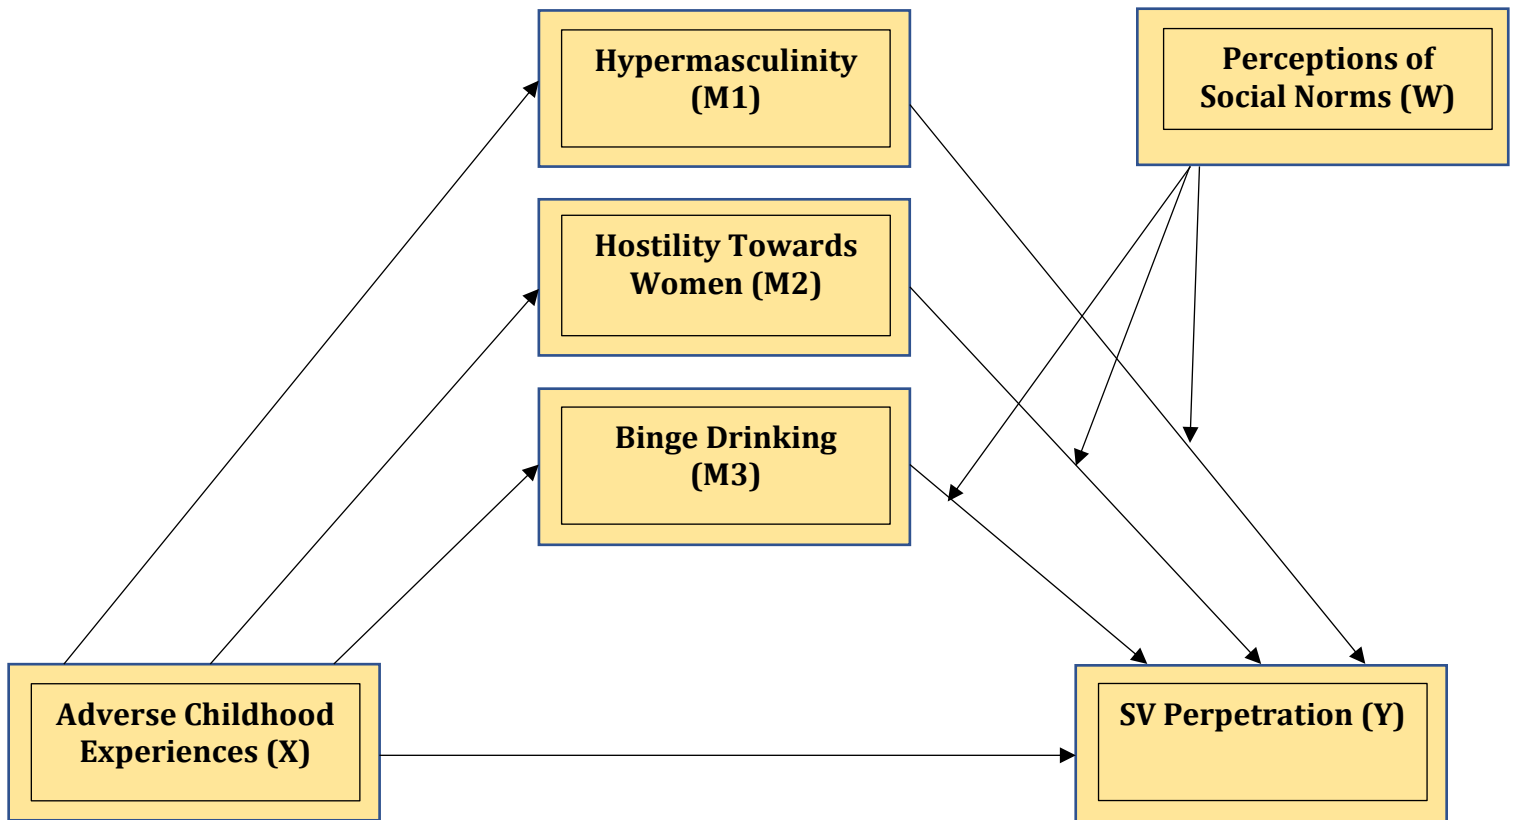 Hypermasculinity
(M1)
Perceptions of
Social Norms (W)
Hostility Towards
Women (M2)
Binge Drinking
(M3)
Adverse Childhood
Experiences (X)
SV Perpetration (Y)